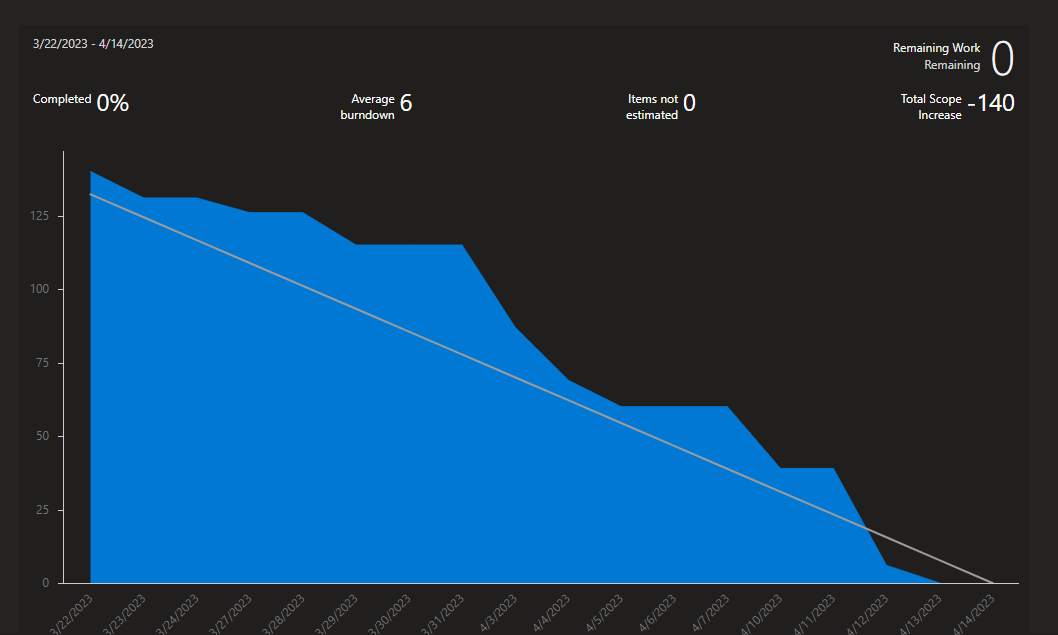 3/22/2023 - 4/14/2023
Remaining Work
Remaining
0
Completed 0%
Average
burndown
6
Items not
estimated
0
Total Scope
Increase
-140
125
100
75
50
25
0
3/22/2023
3/23/2023
3/24/2023
3/27/2023
3/28/2023
3/29/2023
3/30/2023
3/31/2023
4/3/2023
4/4/2023
4/5/2023
4/6/2023
4/7/2023
4/10/2023
4/11/2023
4/12/2023
4/13/2023
4/14/2023